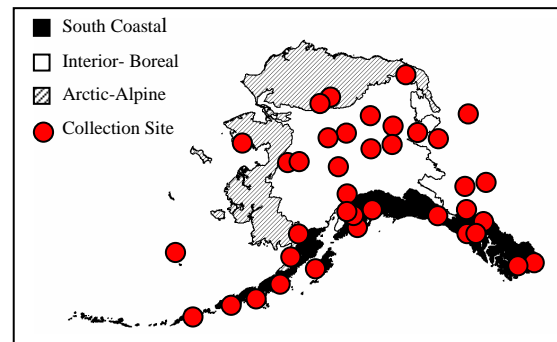 South Coastal
Interior- Boreal
Arctic-Alpine
Collection Site